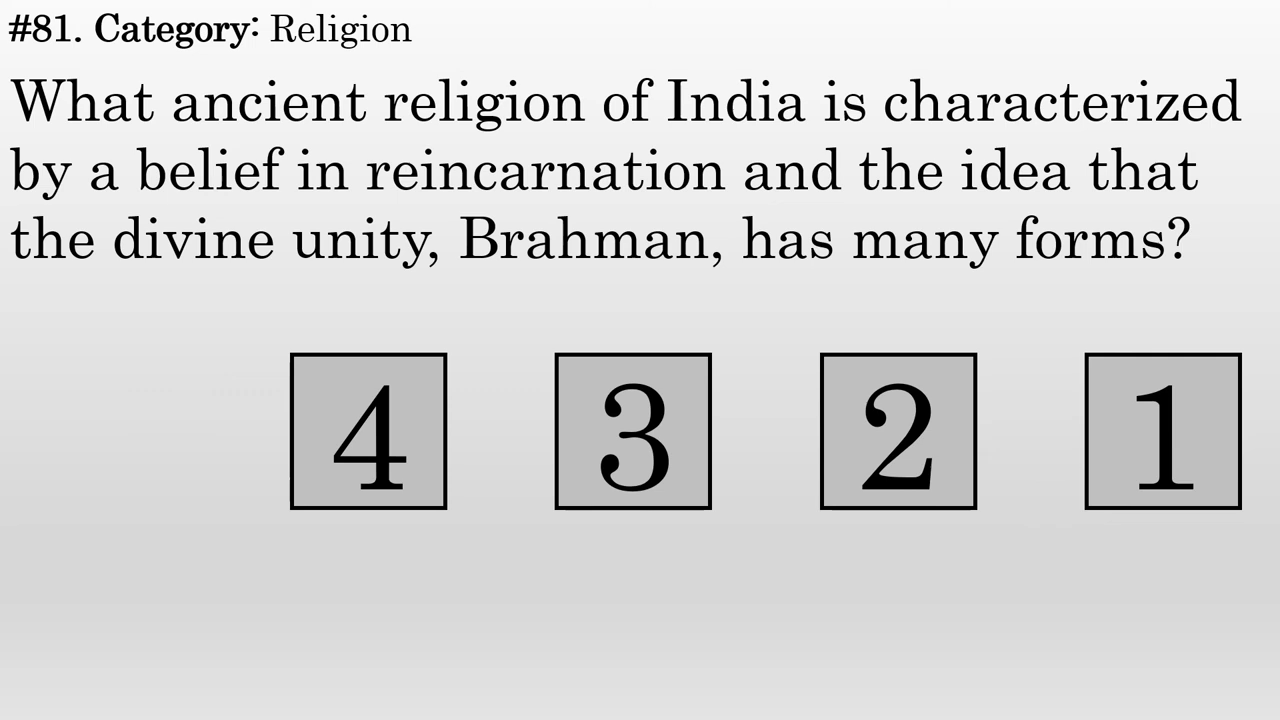 #81. Category: Religion
What ancient religion of India is characterized
by a belief in reincarnation and the idea that
the divine unity, Brahman, has many forms?
4 3 2 1